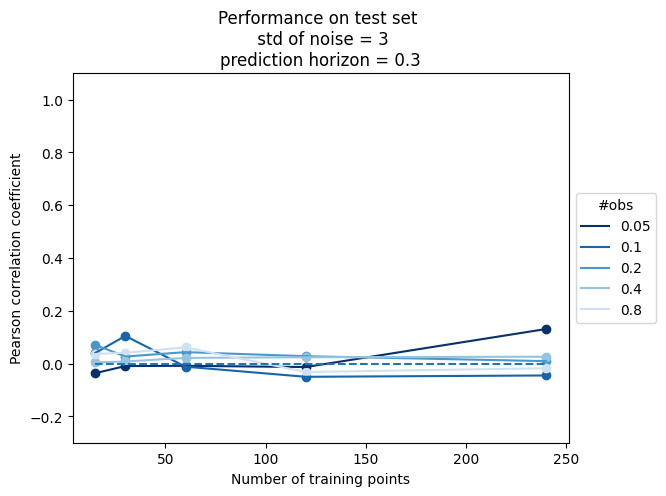 Performance on test set
std of noise = 3
prediction horizon = 0.3
1.0
0.8
0.6
0.4
0.2
0.0
−0.2
Pearson correlation coefficient
50
100
150
200
250
Number of training points
#obs
0.05
0.1
0.2
0.4
0.8